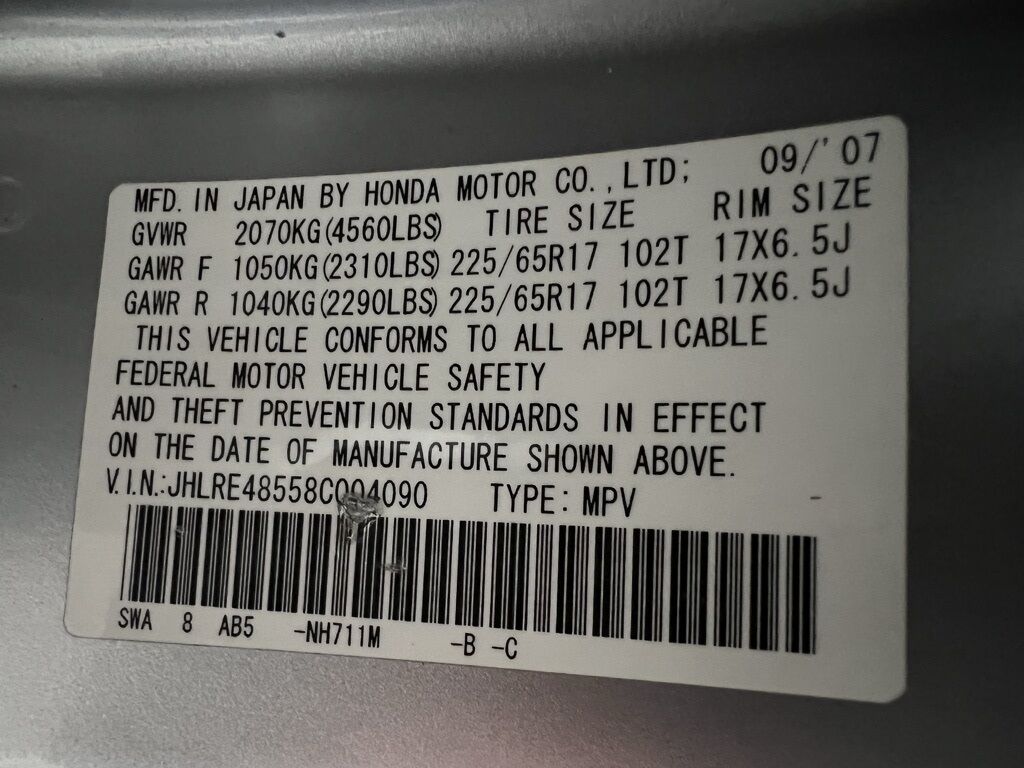 MFD. IN JAPAN BY HONDA MOTOR CO., LTD; 09/'07
GVWR 2070KG(4560LBS) TIRE SIZE RIM SIZE
GAWR F 1050KG(2310LBS) 225/65R17 102T 17X6.5J
GAWR R 1040KG(2290LBS) 225/65R17 102T 17X6.5J
THIS VEHICLE CONFORMS TO ALL APPLICABLE
FEDERAL MOTOR VEHICLE SAFETY
AND THEFT PREVENTION STANDARDS IN EFFECT
ON THE DATE OF MANUFACTURE SHOWN ABOVE.
V.I.N.:JHLRE48558C004090 TYPE: MPV
SWA 8 AB5 -NH711M -B -C